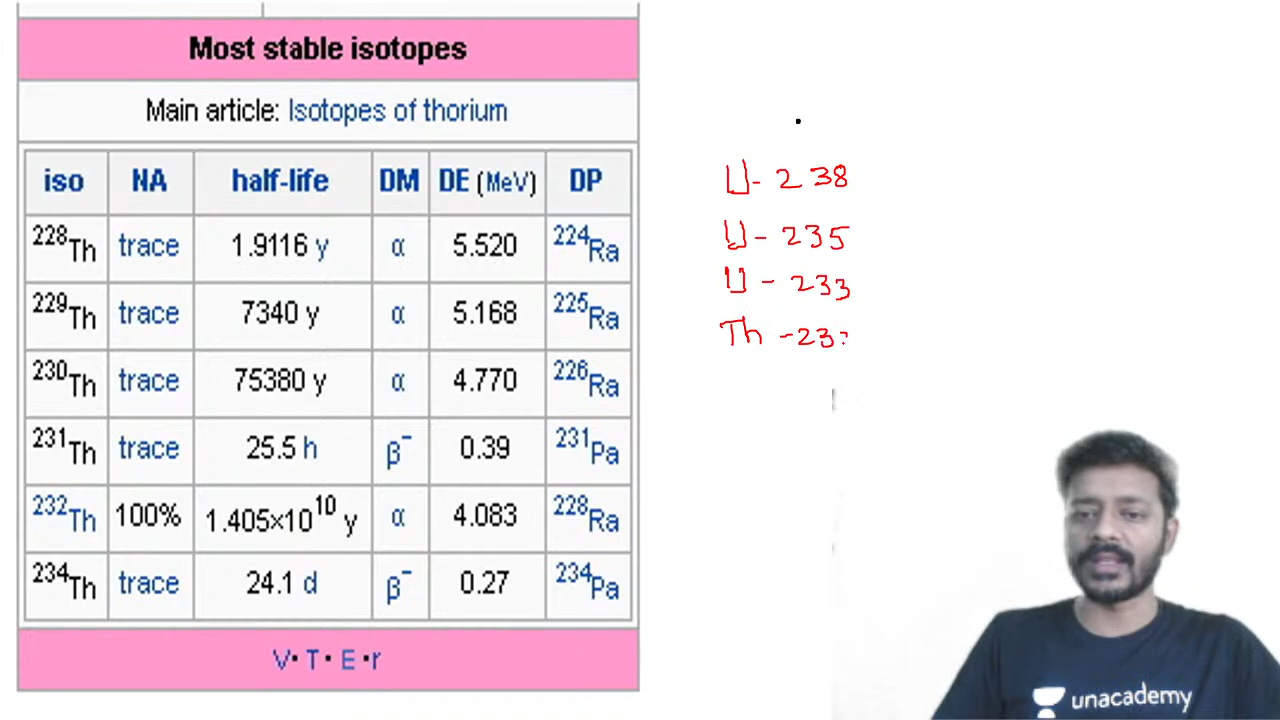 Most stable isotopes
Main article: Isotopes of thorium
iso NA half-life DM DE (MeV) DP
228Th trace 1.9116 y α 5.520 224Ra
229Th trace 7340 y α 5.168 225Ra
230Th trace 75380 y α 4.770 226Ra
231Th trace 25.5 h β− 0.39 231Pa
232Th 100% 1.405×10^10 y α 4.083 228Ra
234Th trace 24.1 d β− 0.27 234Pa
V · T · E · r
U - 238
U - 235
U - 233
Th -
unacademy